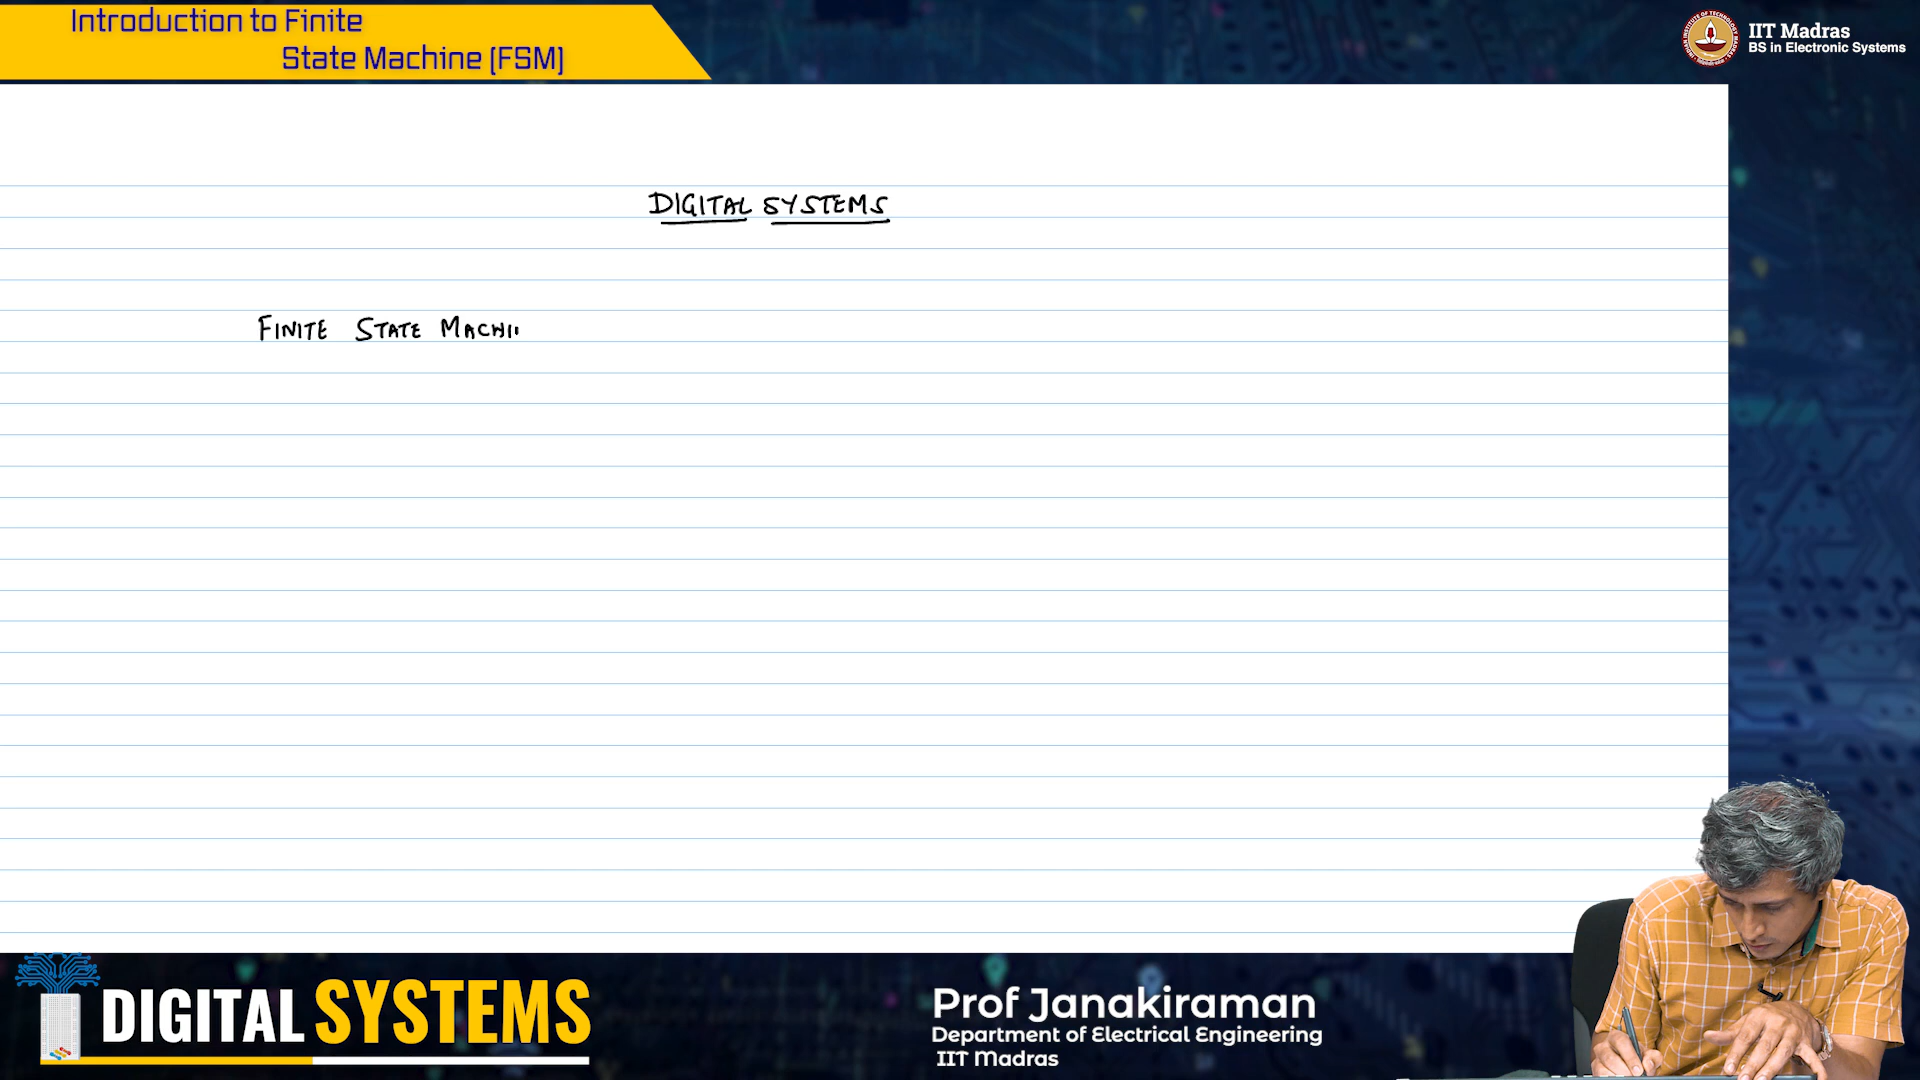 Introduction to Finite
State Machine (FSM)
IIT Madras
BS in Electronic Systems
DIGITAL SYSTEMS
FINITE STATE MACHI
DIGITAL SYSTEMS
Prof Janakiraman
Department of Electrical Engineering
IIT Madras